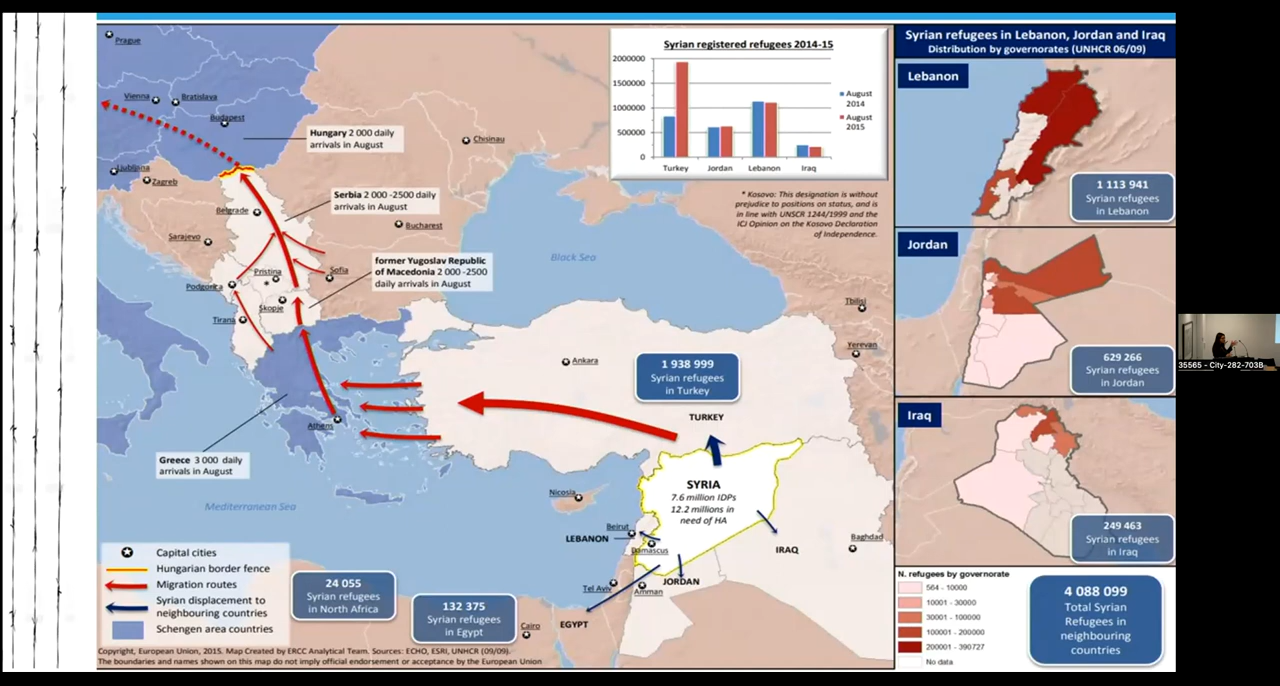 Prague
Vienna
Bratislava
Budapest
Hungary 2 000 daily
arrivals in August
Chisinau
Ljubljana
Zagreb
Serbia 2 000 -2500 daily
arrivals in August
Belgrade
Bucharest
Sarajevo
former Yugoslav Republic
of Macedonia 2 000 -2500
daily arrivals in August
Pristina
*
Sofia
Podgorica
Skopje
Tirana
Black Sea
Tbilisi
Yerevan
Ankara
Athens
Greece 3 000 daily
arrivals in August
Mediterranean Sea
1 938 999
Syrian refugees
in Turkey
TURKEY
SYRIA
7.6 million IDPs
12.2 millions in
need of HA
Nicosia
Beirut
LEBANON
Damascus
IRAQ
Baghdad
Tel Aviv
JORDAN
Amman
EGYPT
Cairo
Capital cities
Hungarian border fence
Migration routes
Syrian displacement to
neighbouring countries
Schengen area countries
24 055
Syrian refugees
in North Africa
132 375
Syrian refugees
in Egypt
Copyright, European Union, 2015. Map Created by ERCC Analytical Team. Sources: ECHO, ESRI, UNHCR (09/09).
The boundaries and names shown on this map do not imply official endorsement or acceptance by the European Union
Syrian registered refugees 2014-15
2000000
1500000
1000000
500000
0
Turkey
Jordan
Lebanon
Iraq
August
2014
August
2015
* Kosovo: This designation is without
prejudice to positions on status, and is
in line with UNSCR 1244/1999 and the
ICJ Opinion on the Kosovo Declaration
of Independence.
Syrian refugees in Lebanon, Jordan and Iraq
Distribution by governorates (UNHCR 06/09)
Lebanon
1 113 941
Syrian refugees
in Lebanon
Jordan
629 266
Syrian refugees
in Jordan
Iraq
249 463
Syrian refugees
in Iraq
N. refugees by governorate
564 - 10000
10001 - 30000
30001 - 100000
100001 - 200000
200001 - 390727
No data
4 088 099
Total Syrian
Refugees in
neighbouring
countries
35565 - City-282-703B